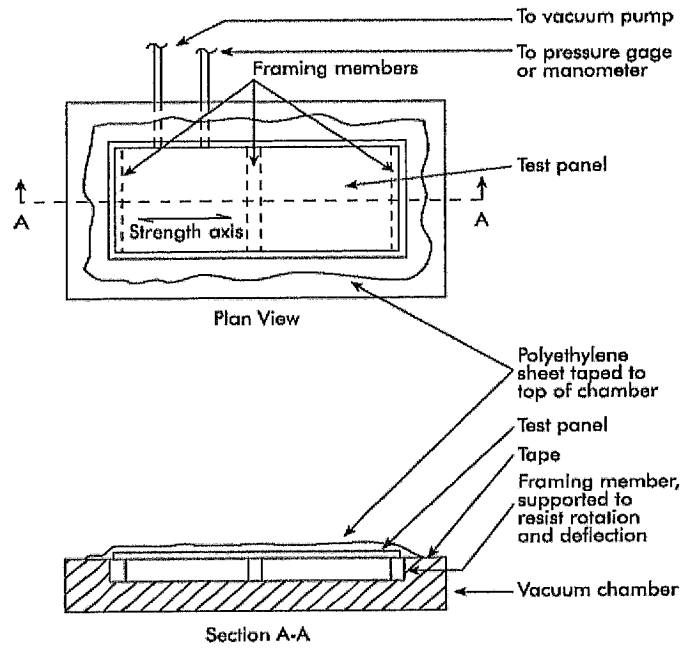 To vacuum pump
To pressure gage
or manometer
Framing members
Test panel
A
A
Strength axis
Plan View
Polyethylene
sheet taped to
top of chamber
Test panel
Tape
Framing member,
supported to
resist rotation
and deflection
Vacuum chamber
Section A-A